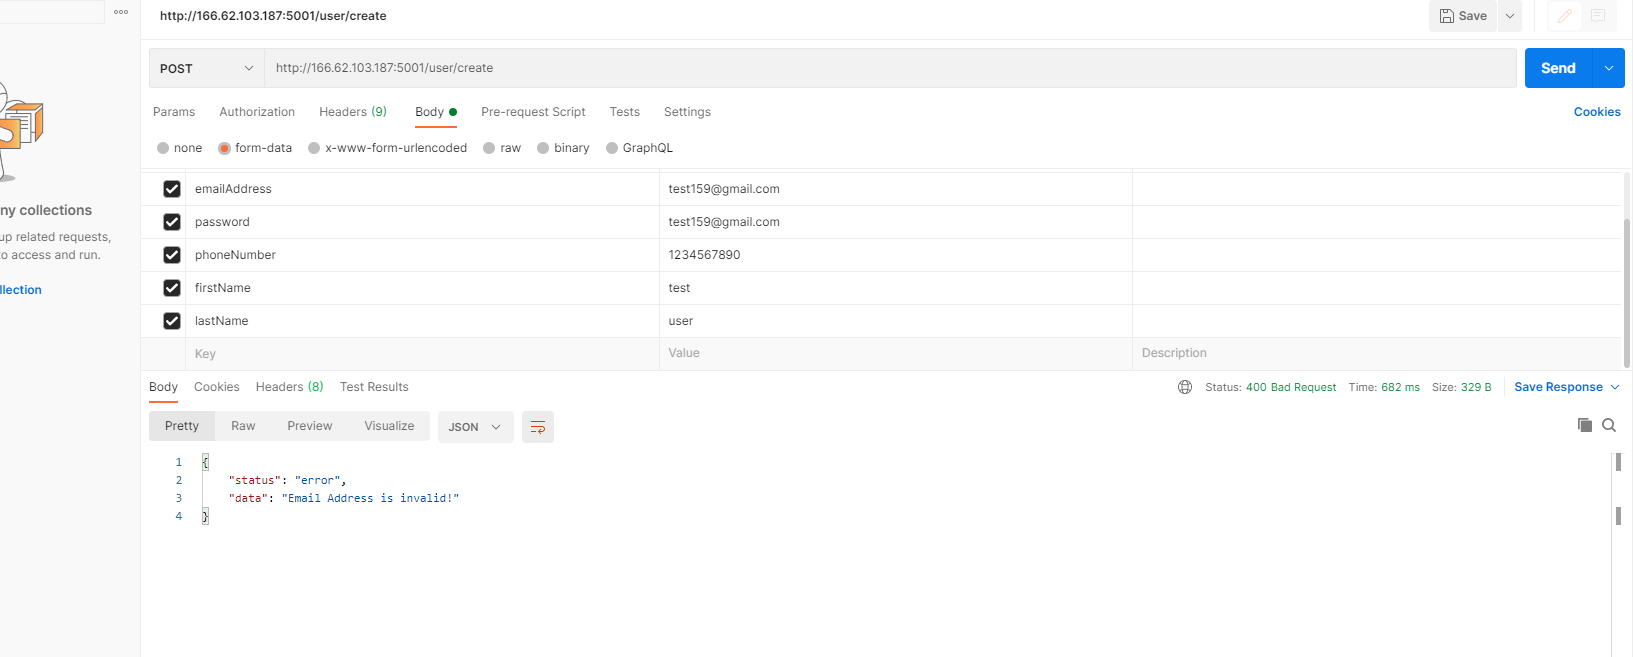 http://166.62.103.187:5001/user/create
Save
POST
http://166.62.103.187:5001/user/create
Send
Params Authorization Headers (9) Body Pre-request Script Tests Settings Cookies
none form-data x-www-form-urlencoded raw binary GraphQL
emailAddress test159@gmail.com
password test159@gmail.com
phoneNumber 1234567890
firstName test
lastName user
Key Value Description
ny collections
up related requests,
o access and run.
llection
Body Cookies Headers (8) Test Results Status: 400 Bad Request Time: 682 ms Size: 329 B Save Response
Pretty Raw Preview Visualize JSON
1 {
2 "status": "error",
3 "data": "Email Address is invalid!"
4 }